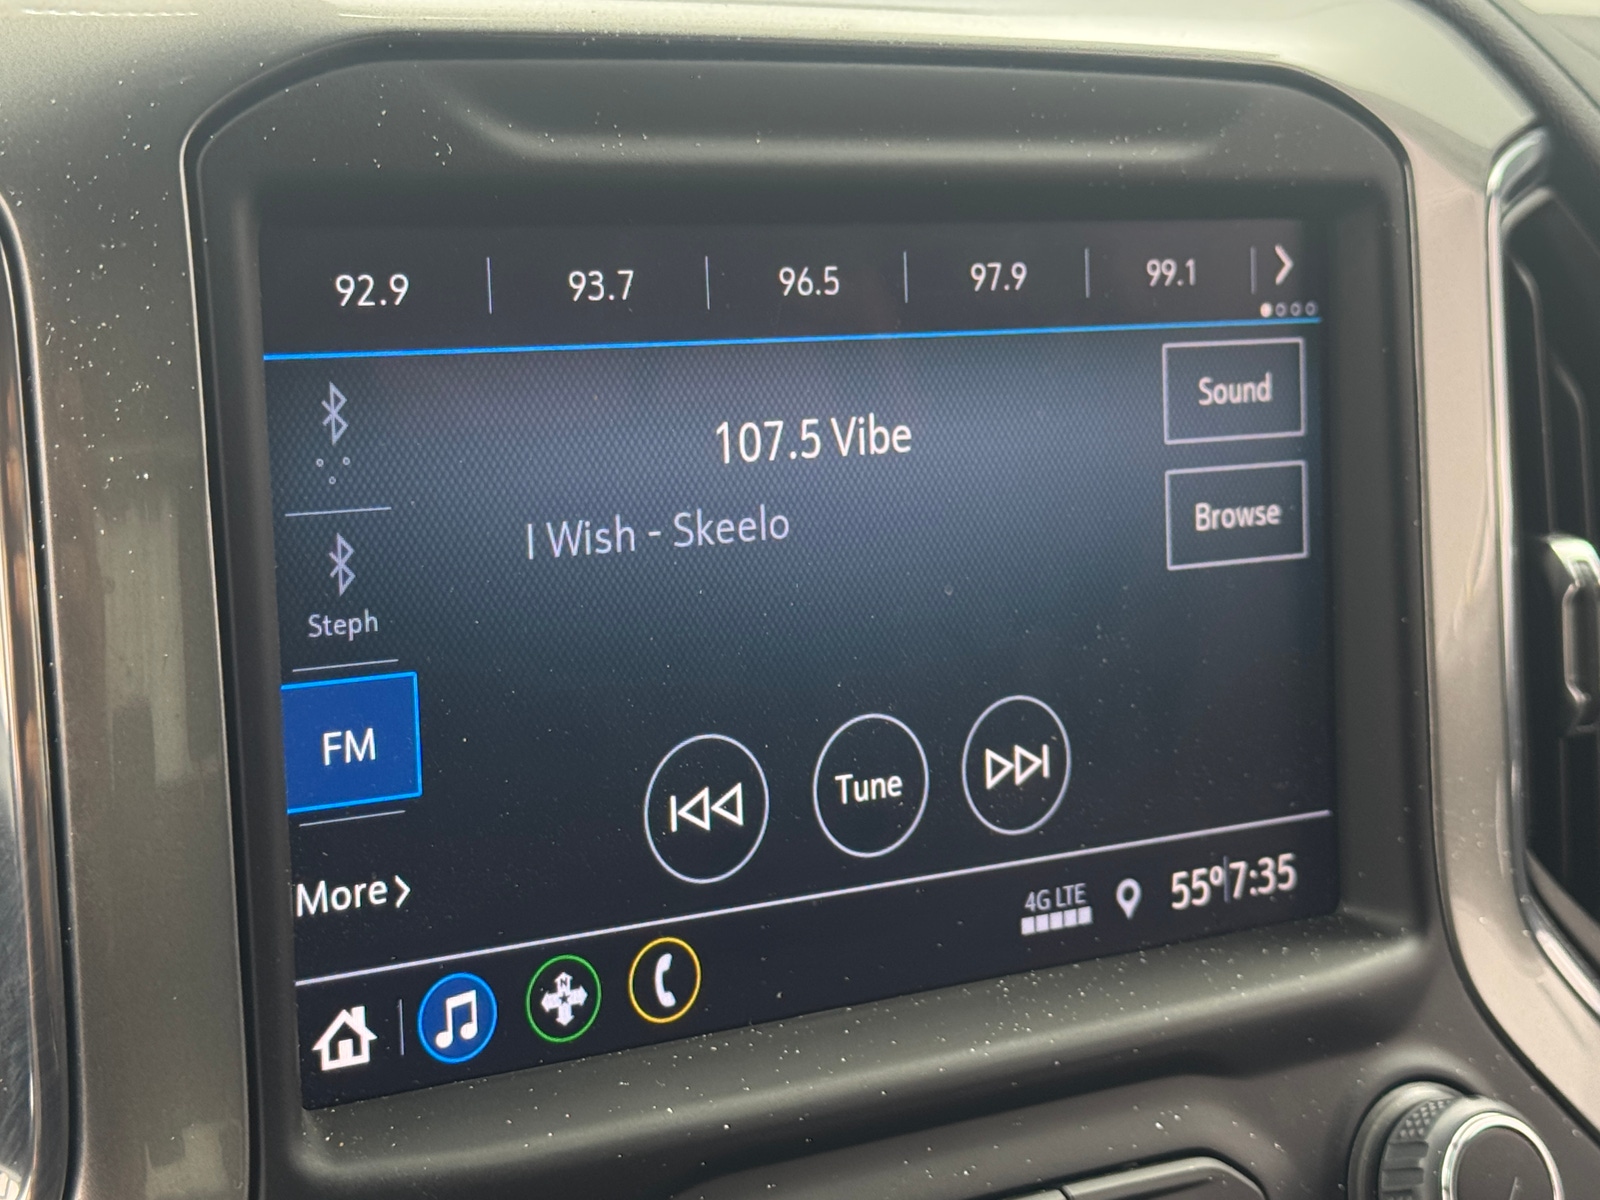 92.9 93.7 96.5 97.9 99.1
Sound
107.5 Vibe
Browse
I Wish - Skeelo
Steph
FM
Tune
More
4G LTE 55° 7:35
N